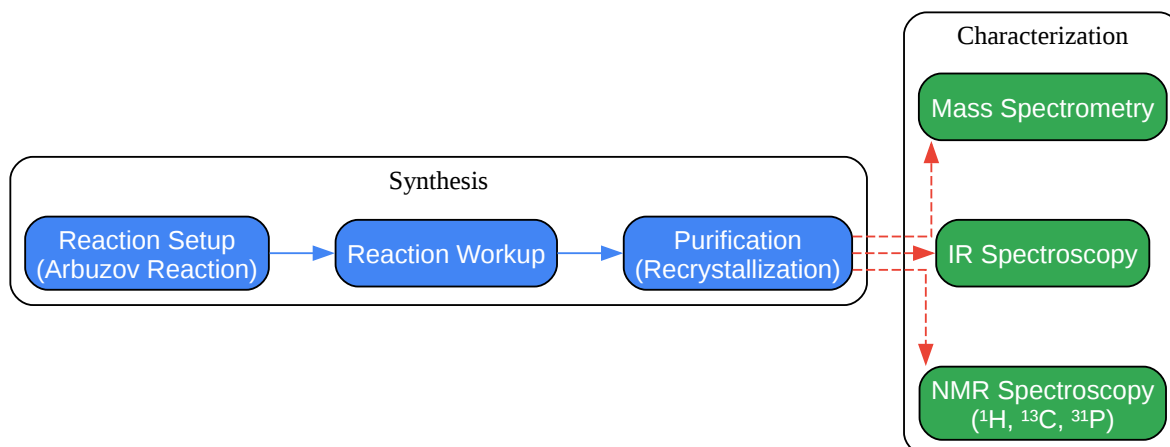 Characterization
Mass Spectrometry
Synthesis
Reaction Setup
(Arbuzov Reaction)
Reaction Workup
Purification
(Recrystallization)
IR Spectroscopy
NMR Spectroscopy
(¹H, ¹³C, ³¹P)